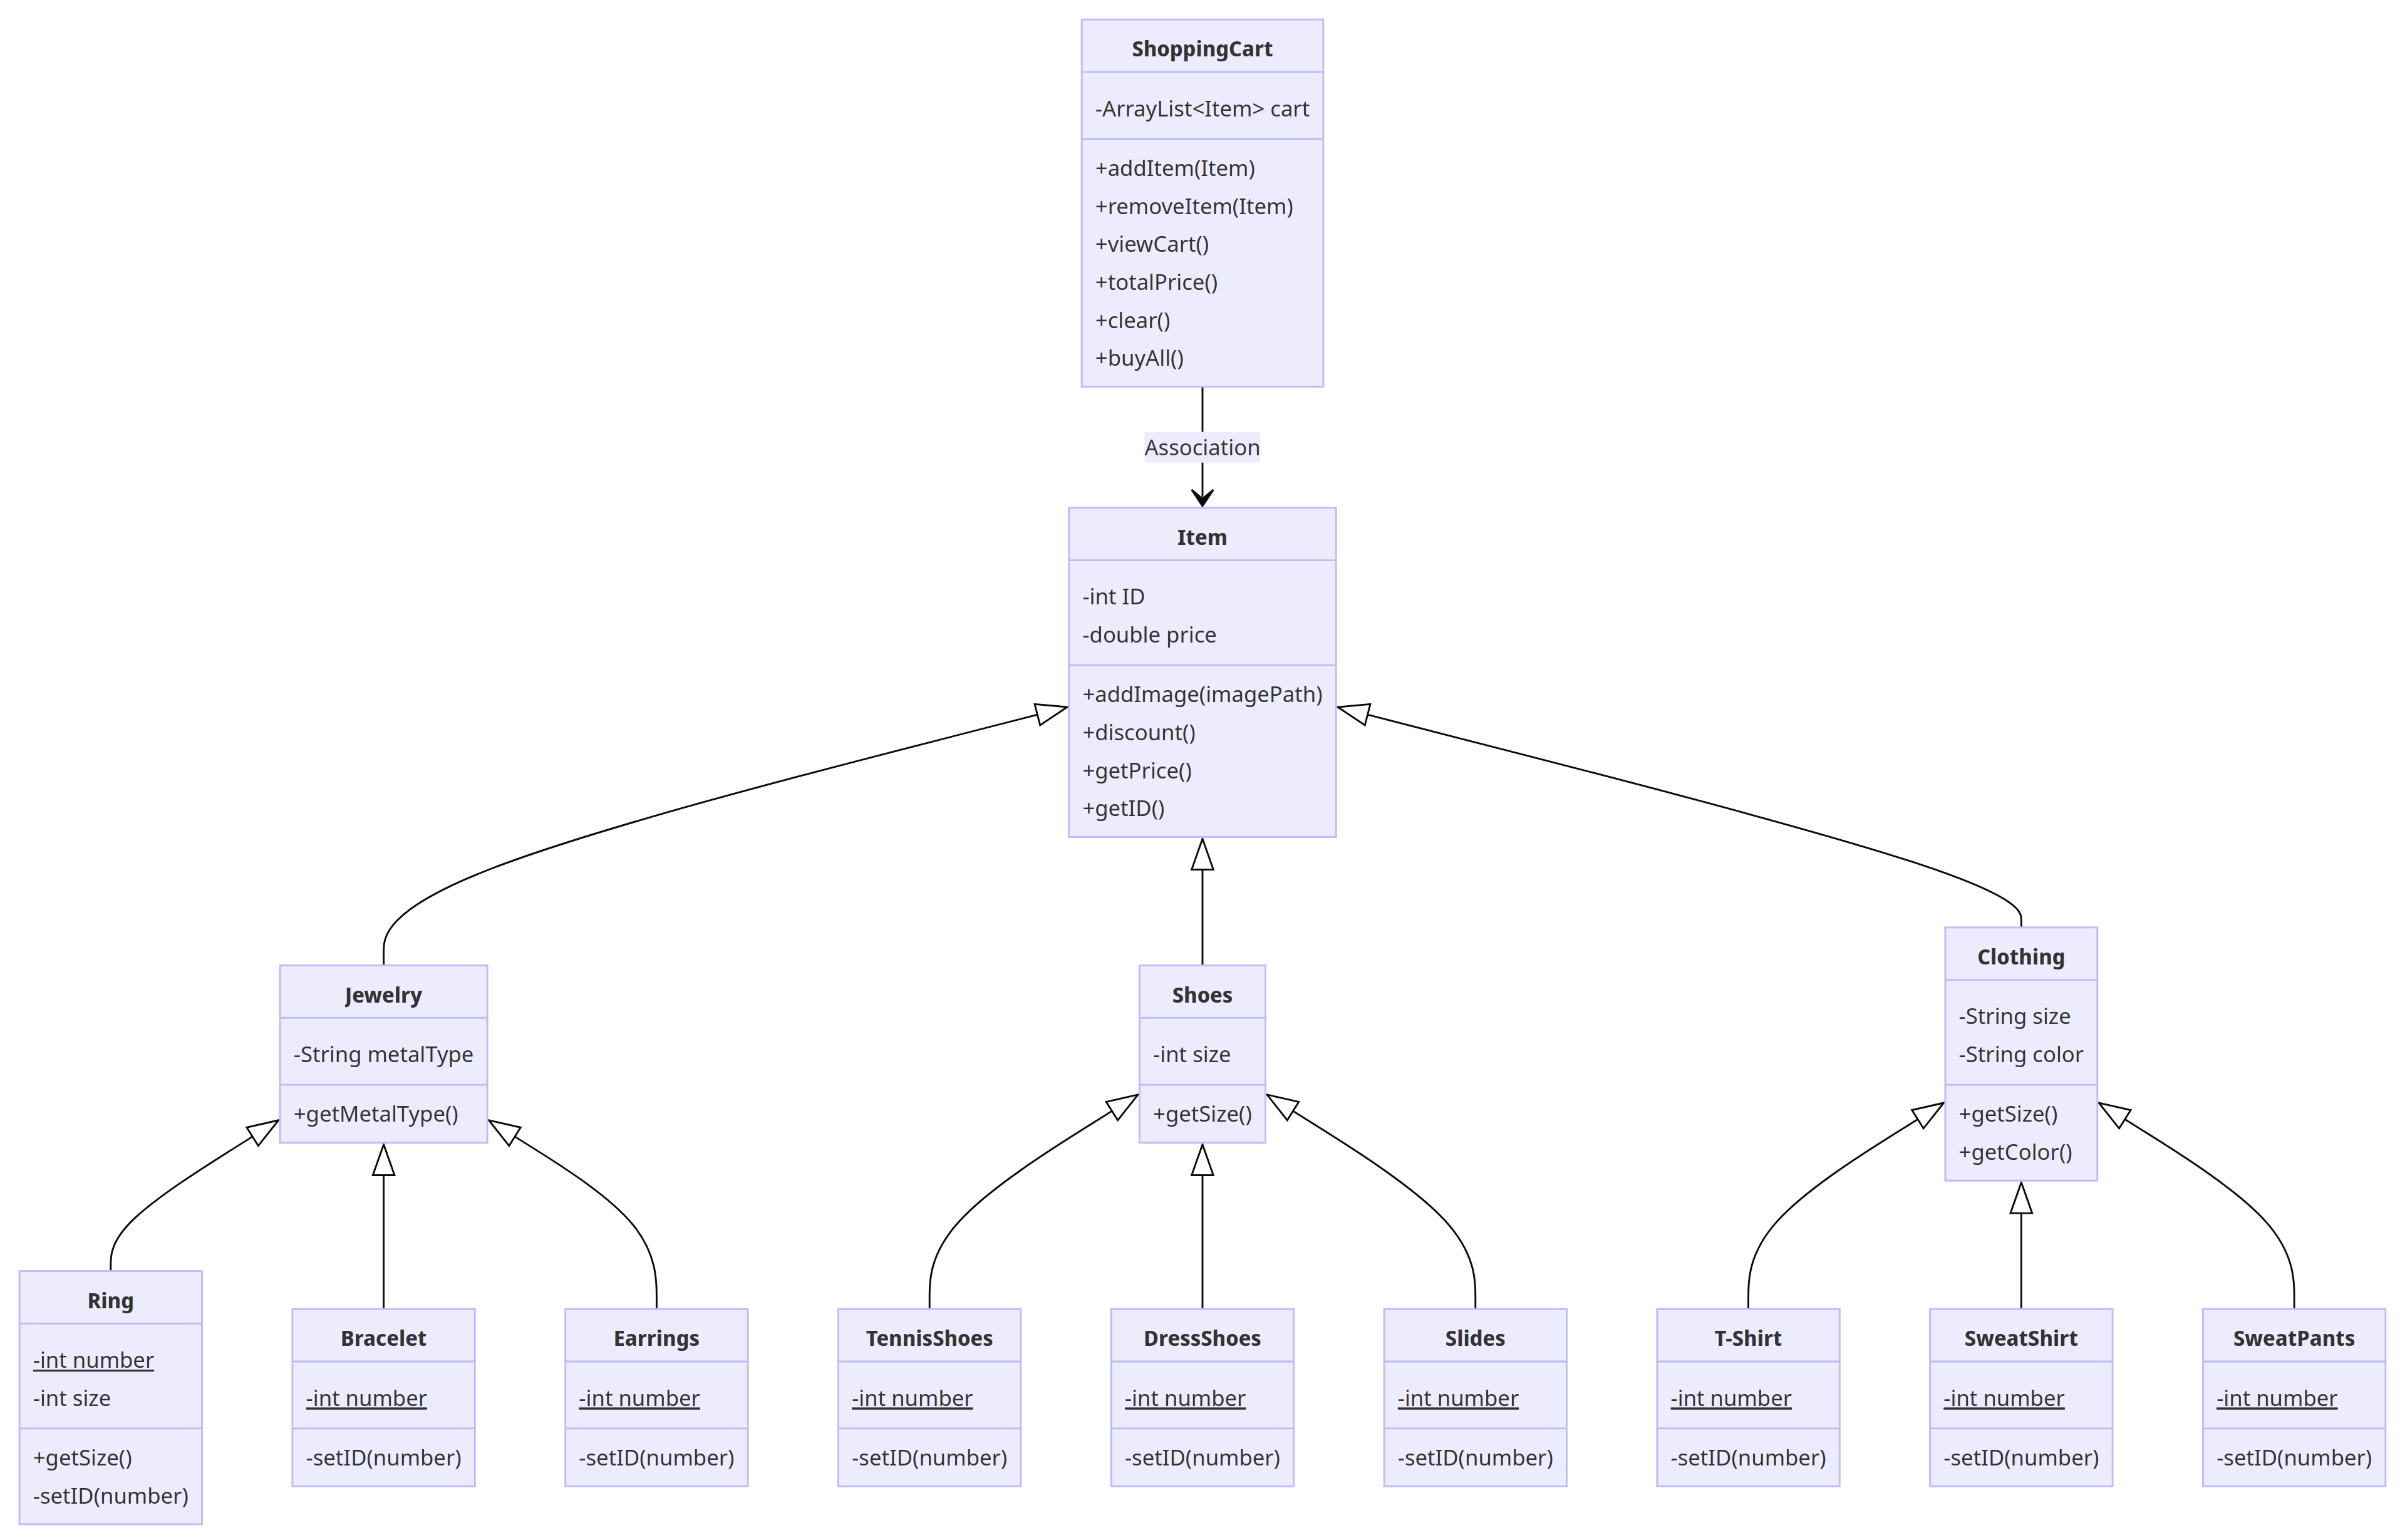 ShoppingCart
-ArrayList<Item> cart
+addItem(Item)
+removeItem(Item)
+viewCart()
+totalPrice()
+clear()
+buyAll()
Association
Item
-int ID
-double price
+addImage(imagePath)
+discount()
+getPrice()
+getID()
Jewelry
-String metalType
+getMetalType()
Shoes
-int size
+getSize()
Clothing
-String size
-String color
+getSize()
+getColor()
Ring
-int number
-int size
+getSize()
-setID(number)
Bracelet
-int number
-setID(number)
Earrings
-int number
-setID(number)
TennisShoes
-int number
-setID(number)
DressShoes
-int number
-setID(number)
Slides
-int number
-setID(number)
T-Shirt
-int number
-setID(number)
SweatShirt
-int number
-setID(number)
SweatPants
-int number
-setID(number)